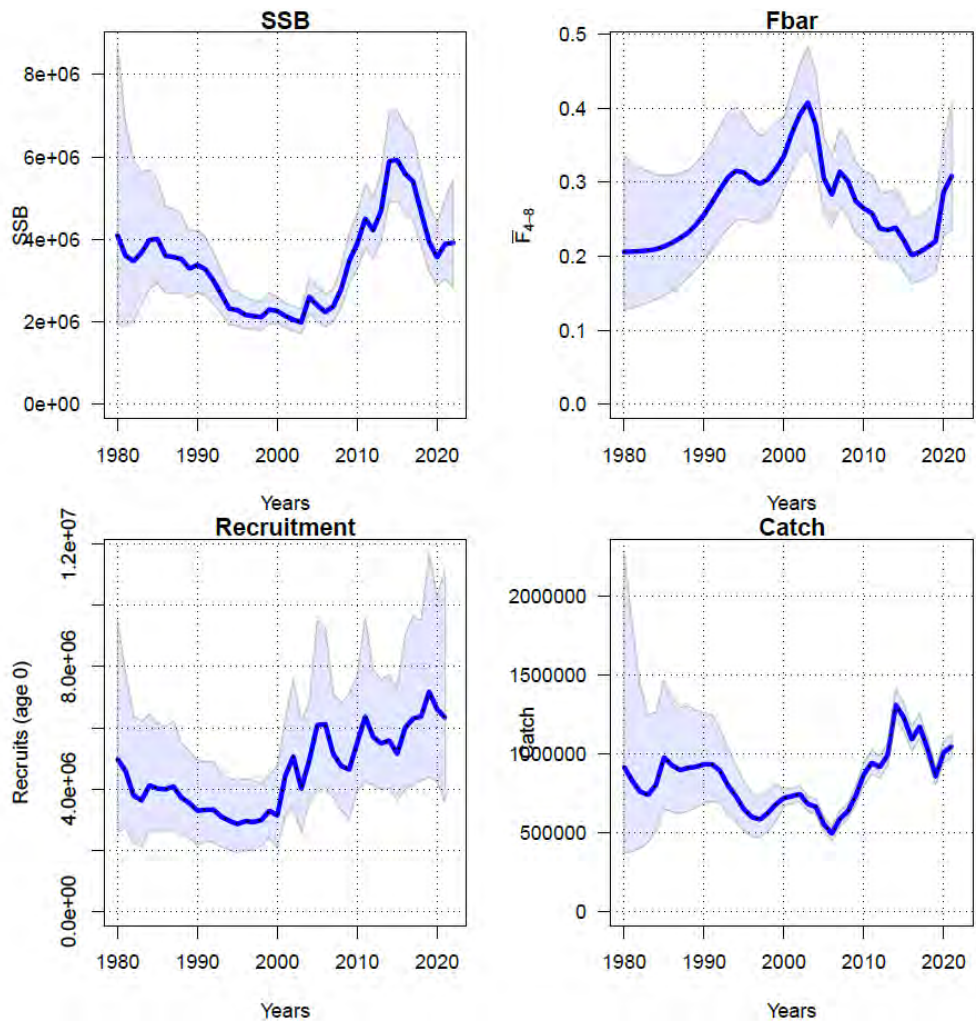 SSB
SSB
8e+06
6e+06
4e+06
2e+06
0e+00
1980 1990 2000 2010 2020
Years
Fbar
F̅4–8
0.5
0.4
0.3
0.2
0.1
0.0
1980 1990 2000 2010 2020
Years
Recruitment
Recruits (age 0)
1.2e+07
8.0e+06
4.0e+06
0.0e+00
1980 1990 2000 2010 2020
Years
Catch
Catch
2000000
1500000
1000000
500000
0
1980 1990 2000 2010 2020
Years